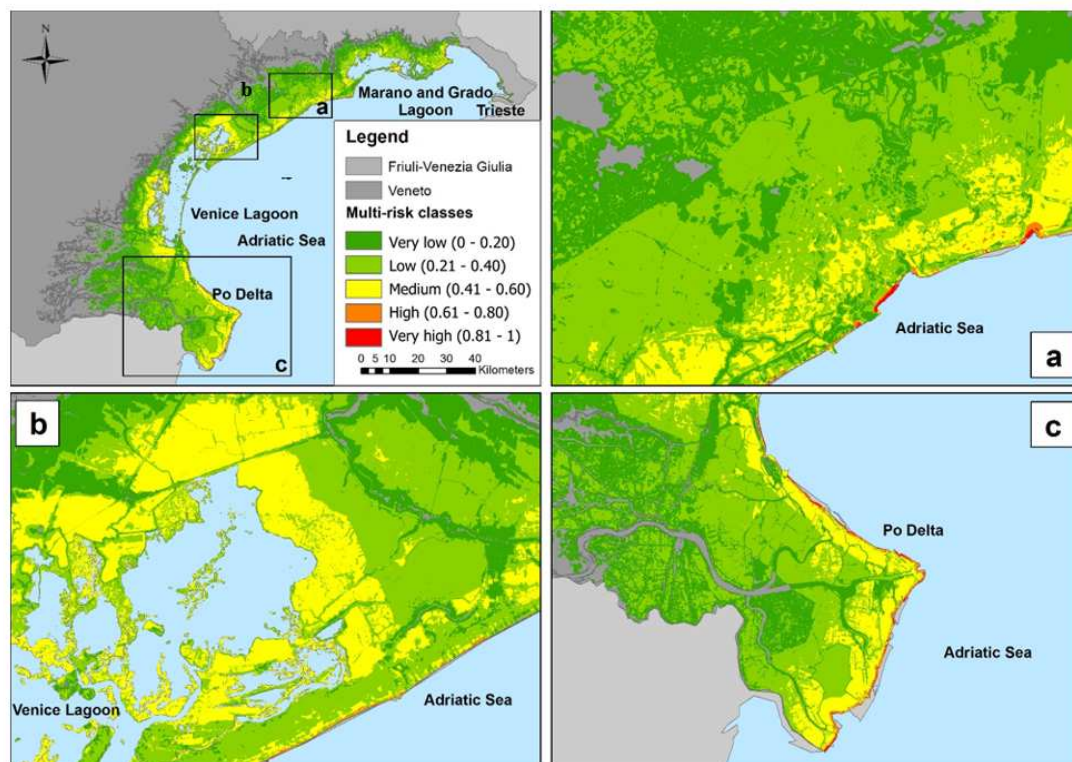 N
b
a
Marano and Grado
Lagoon
Trieste
Venice Lagoon
Adriatic Sea
Po Delta
c
Legend
Friuli-Venezia Giulia
Veneto
Multi-risk classes
Very low (0 - 0.20)
Low (0.21 - 0.40)
Medium (0.41 - 0.60)
High (0.61 - 0.80)
Very high (0.81 - 1)
0 5 10 20 30 40
Kilometers
Adriatic Sea
a
b
Venice Lagoon
Adriatic Sea
c
Po Delta
Adriatic Sea